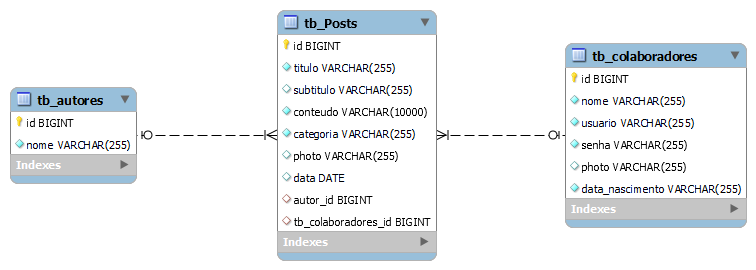 tb_autores
id BIGINT
nome VARCHAR(255)
Indexes
tb_Posts
id BIGINT
titulo VARCHAR(255)
subtitulo VARCHAR(255)
conteudo VARCHAR(10000)
categoria VARCHAR(255)
photo VARCHAR(255)
data DATE
autor_id BIGINT
tb_colaboradores_id BIGINT
Indexes
tb_colaboradores
id BIGINT
nome VARCHAR(255)
usuario VARCHAR(255)
senha VARCHAR(255)
photo VARCHAR(255)
data_nascimento VARCHAR(255)
Indexes